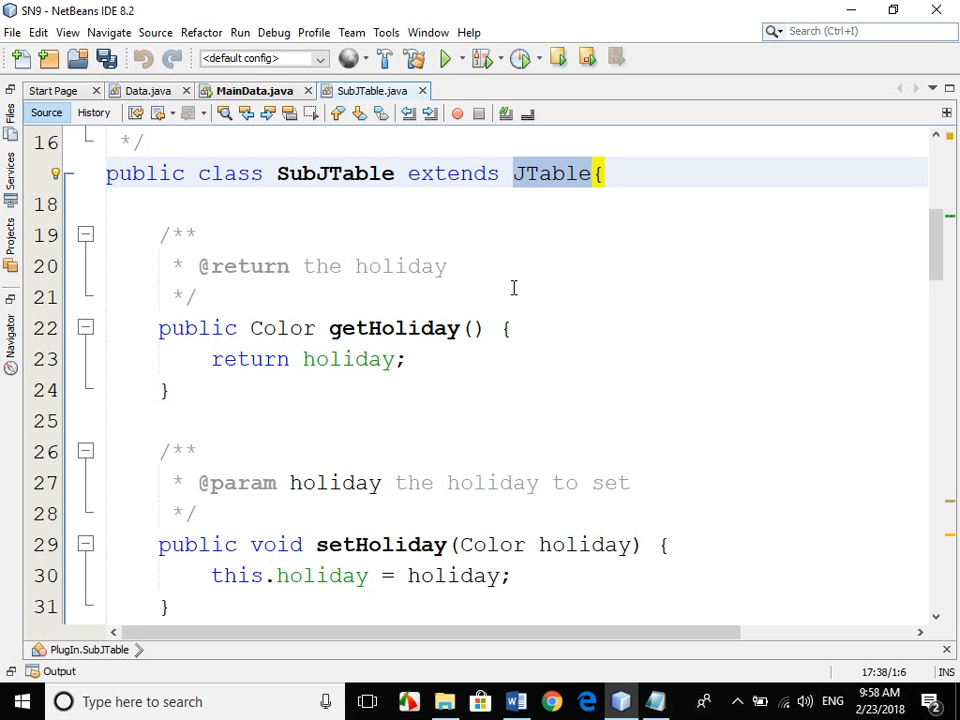 SN9 - NetBeans IDE 8.2
File Edit View Navigate Source Refactor Run Debug Profile Team Tools Window Help
Search (Ctrl+I)
<default config>
Start Page Data.java MainData.java SubJTable.java
Source History
Files
Services
Projects
Navigator
16 */
public class SubJTable extends JTable{
18
19 /**
20 * @return the holiday
21 */
22 public Color getHoliday() {
23 return holiday;
24 }
25
26 /**
27 * @param holiday the holiday to set
28 */
29 public void setHoliday(Color holiday) {
30 this.holiday = holiday;
31 }
PlugIn.SubJTable
Output
17:38/1:6 INS
Type here to search
ENG
9:58 AM
2/23/2018
2